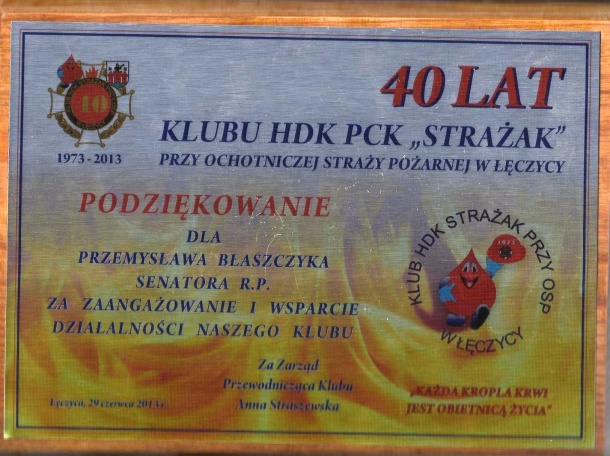 40
1973 - 2013
40 LAT
KLUBU HDK PCK „STRAŻAK”
PRZY OCHOTNICZEJ STRAŻY POŻARNEJ W ŁĘCZYCY
PODZIĘKOWANIE
DLA
PRZEMYSŁAWA BŁASZCZYKA
SENATORA R.P.
ZA ZAANGAŻOWANIE I WSPARCIE
DZIAŁALNOŚCI NASZEGO KLUBU
KLUB HDK STRAŻAK PRZY OSP
W ŁĘCZYCY
1973
Za Zarząd
Przewodnicząca Klubu
Anna Straszewska
Łęczyca, 29 czerwca 2013 r.
„KAŻDA KROPLA KRWI
JEST OBIETNICĄ ŻYCIA”